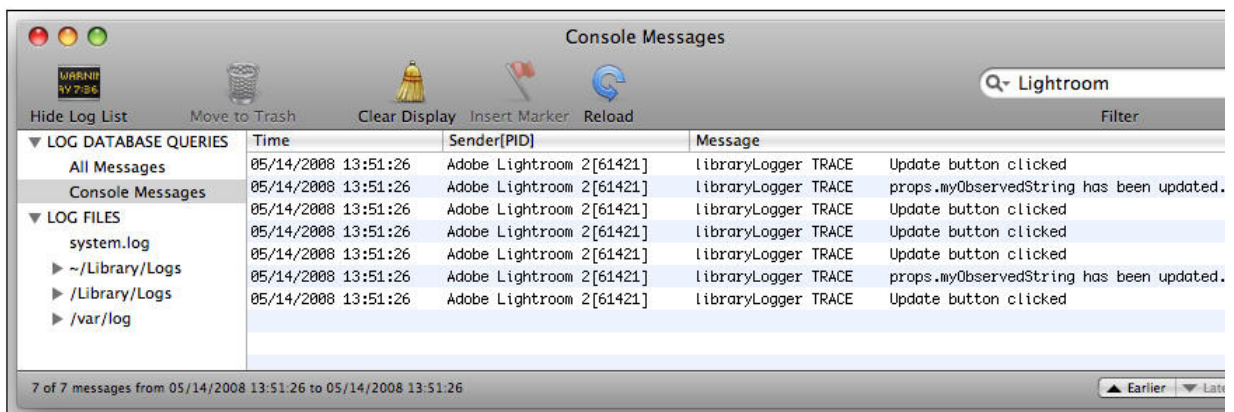 Console Messages
WARNIN
AY 7:36
Hide Log List Move to Trash Clear Display Insert Marker Reload
Lightroom
Filter
LOG DATABASE QUERIES
All Messages
Console Messages
LOG FILES
system.log
~/Library/Logs
/Library/Logs
/var/log
Time Sender[PID] Message
05/14/2008 13:51:26 Adobe Lightroom 2[61421] libraryLogger TRACE Update button clicked
05/14/2008 13:51:26 Adobe Lightroom 2[61421] libraryLogger TRACE props.myObservedString has been updated.
05/14/2008 13:51:26 Adobe Lightroom 2[61421] libraryLogger TRACE Update button clicked
05/14/2008 13:51:26 Adobe Lightroom 2[61421] libraryLogger TRACE Update button clicked
05/14/2008 13:51:26 Adobe Lightroom 2[61421] libraryLogger TRACE Update button clicked
05/14/2008 13:51:26 Adobe Lightroom 2[61421] libraryLogger TRACE props.myObservedString has been updated.
05/14/2008 13:51:26 Adobe Lightroom 2[61421] libraryLogger TRACE Update button clicked
7 of 7 messages from 05/14/2008 13:51:26 to 05/14/2008 13:51:26
Earlier Late